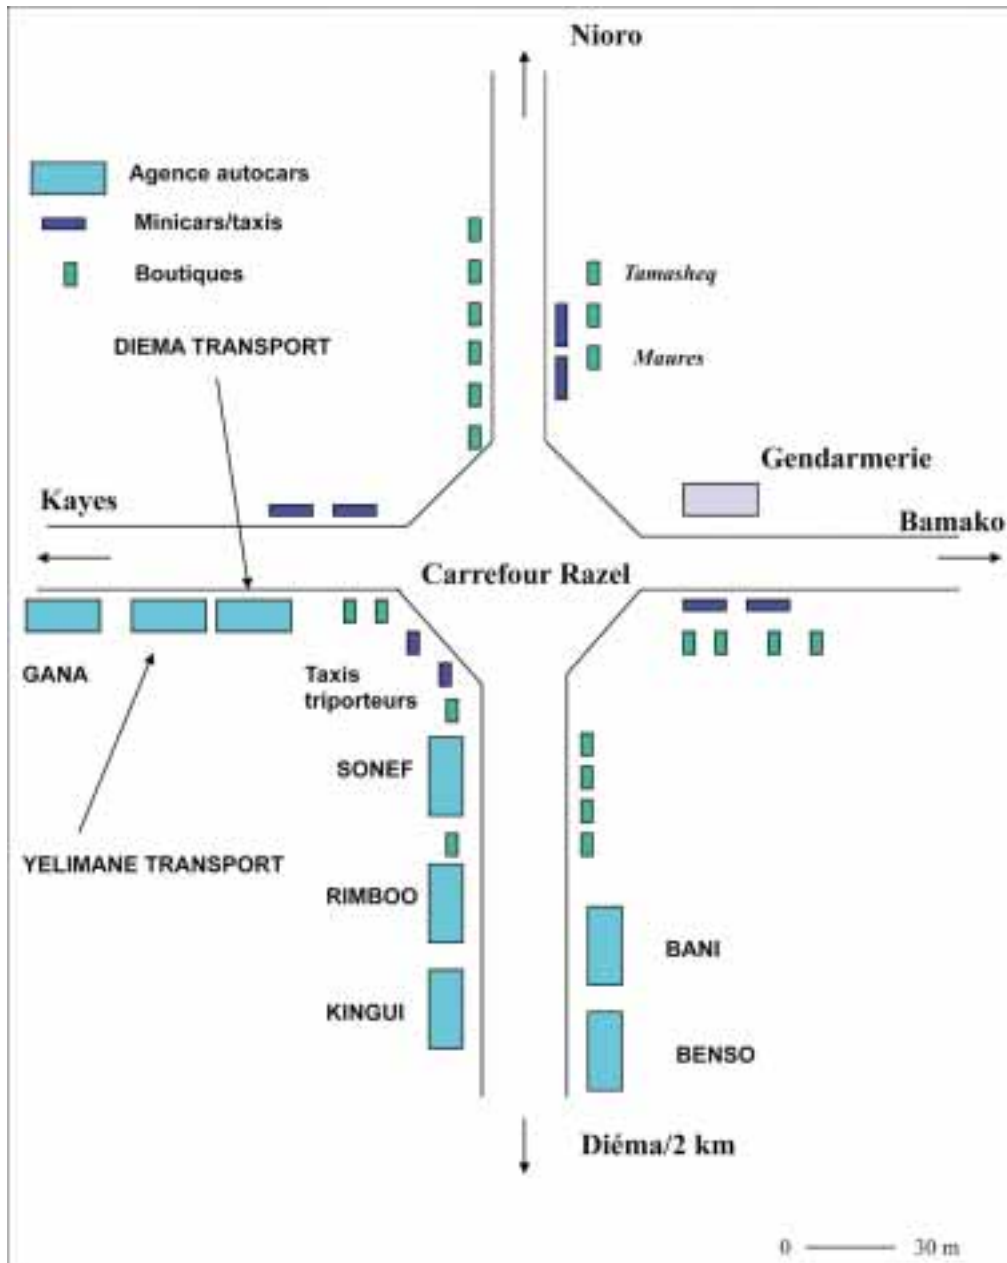 Nioro
Agence autocars
Minicars/taxis
Boutiques
Tamasheq
DIEMA TRANSPORT
Maures
Gendarmerie
Kayes
Bamako
Carrefour Razel
GANA
Taxis
triporteurs
SONEF
YELIMANE TRANSPORT
RIMBOO
BANI
KINGUI
BENSO
Diéma/2 km
0 30 m